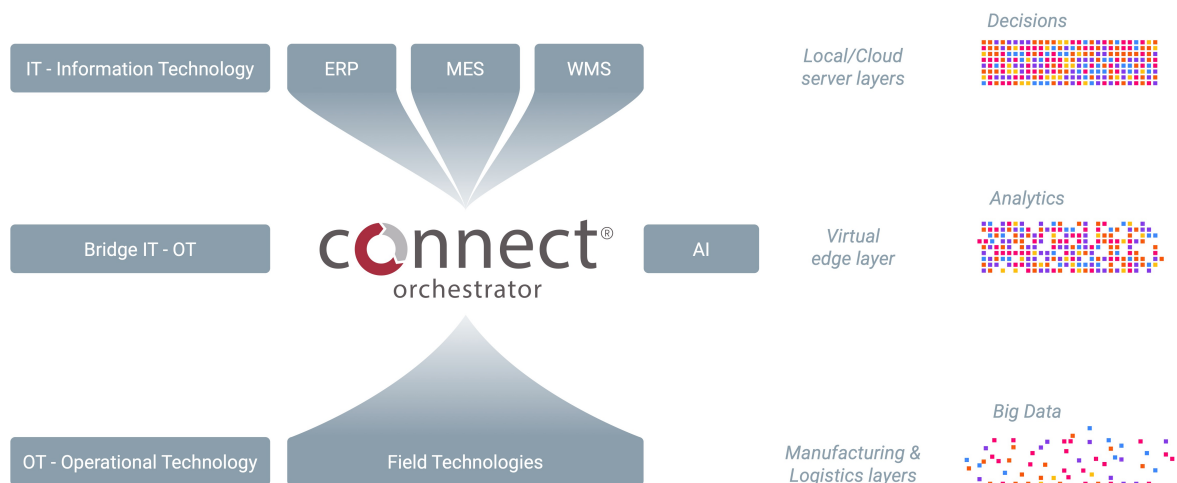 Decisions
IT - Information Technology
ERP
MES
WMS
Local/Cloud
server layers
Analytics
Bridge IT - OT
connect®
orchestrator
AI
Virtual
edge layer
Big Data
OT - Operational Technology
Field Technologies
Manufacturing &
Logistics layers